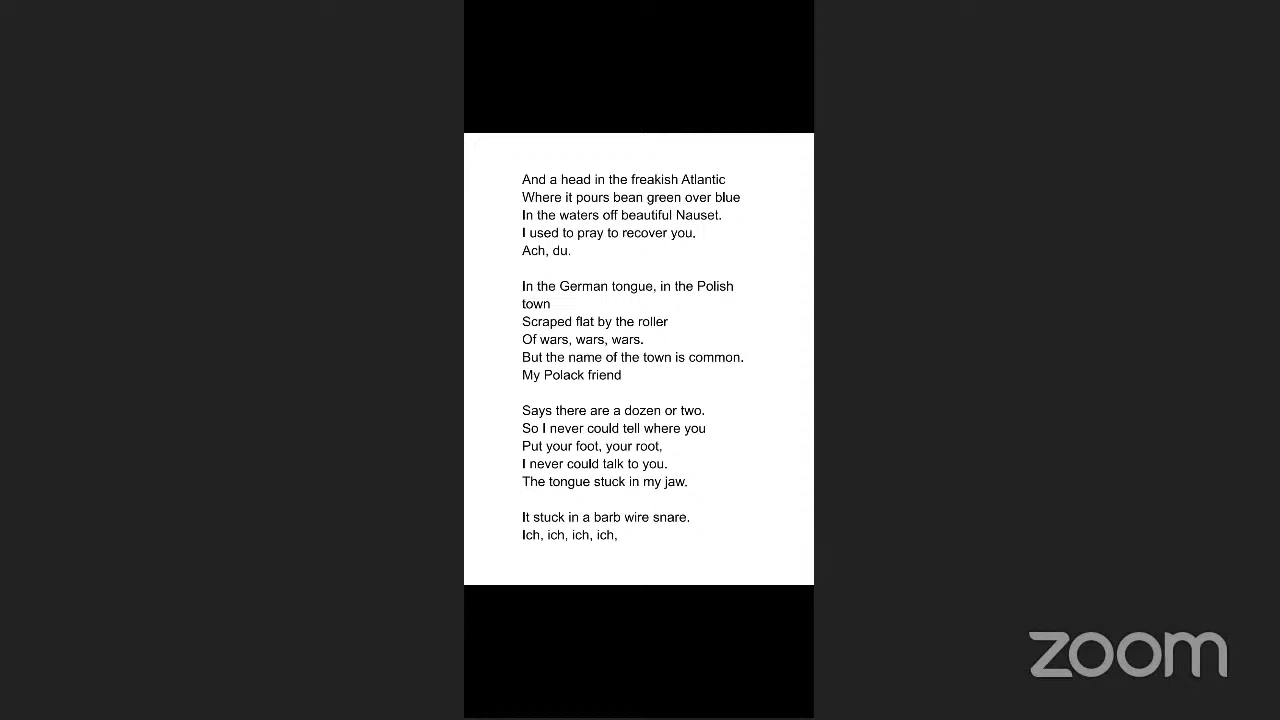 And a head in the freakish Atlantic
Where it pours bean green over blue
In the waters off beautiful Nauset.
I used to pray to recover you.
Ach, du.
In the German tongue, in the Polish
town
Scraped flat by the roller
Of wars, wars, wars.
But the name of the town is common.
My Polack friend
Says there are a dozen or two.
So I never could tell where you
Put your foot, your root,
I never could talk to you.
The tongue stuck in my jaw.
It stuck in a barb wire snare.
Ich, ich, ich, ich,
zoom